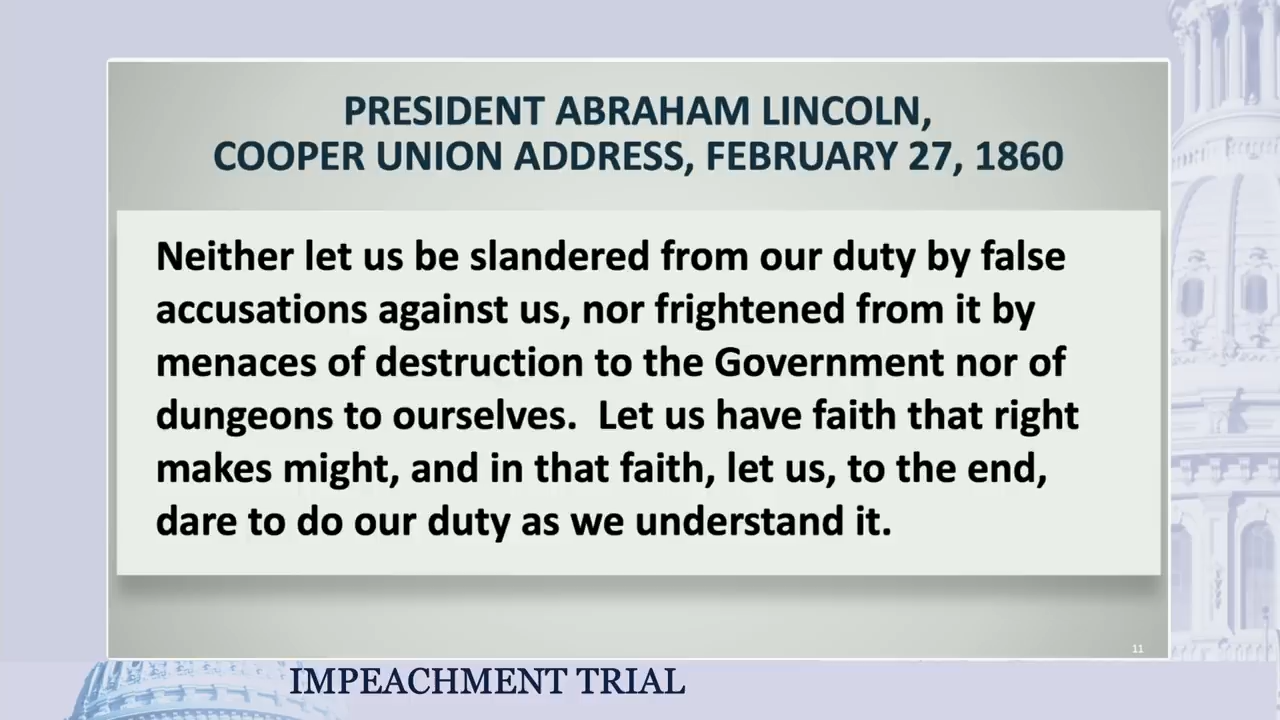 PRESIDENT ABRAHAM LINCOLN,
COOPER UNION ADDRESS, FEBRUARY 27, 1860
Neither let us be slandered from our duty by false
accusations against us, nor frightened from it by
menaces of destruction to the Government nor of
dungeons to ourselves.  Let us have faith that right
makes might, and in that faith, let us, to the end,
dare to do our duty as we understand it.
11
IMPEACHMENT TRIAL